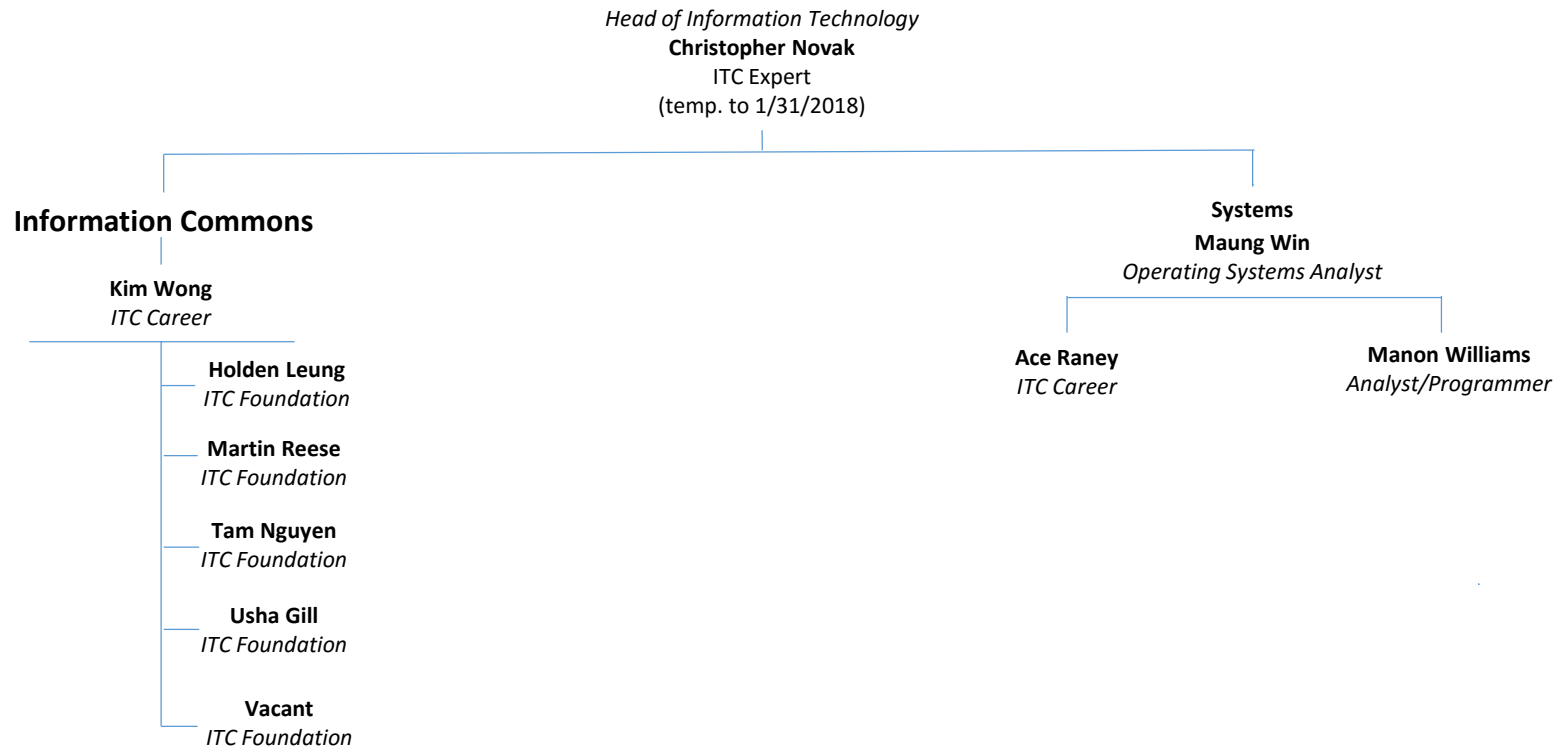 Head of Information Technology
Christopher Novak
ITC Expert
(temp. to 1/31/2018)
Information Commons
Kim Wong
ITC Career
Holden Leung
ITC Foundation
Martin Reese
ITC Foundation
Tam Nguyen
ITC Foundation
Usha Gill
ITC Foundation
Vacant
ITC Foundation
Systems
Maung Win
Operating Systems Analyst
Ace Raney
ITC Career
Manon Williams
Analyst/Programmer